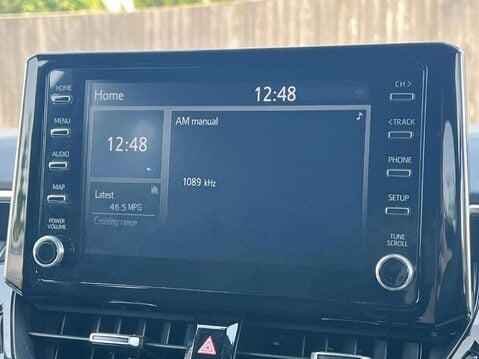 HOME
MENU
AUDIO
MAP
POWER
VOLUME
Home
12:48
12:48
Latest
46.5 MPG
Cruising range
AM manual
1089 kHz
CH >
< TRACK
PHONE
SETUP
TUNE
SCROLL